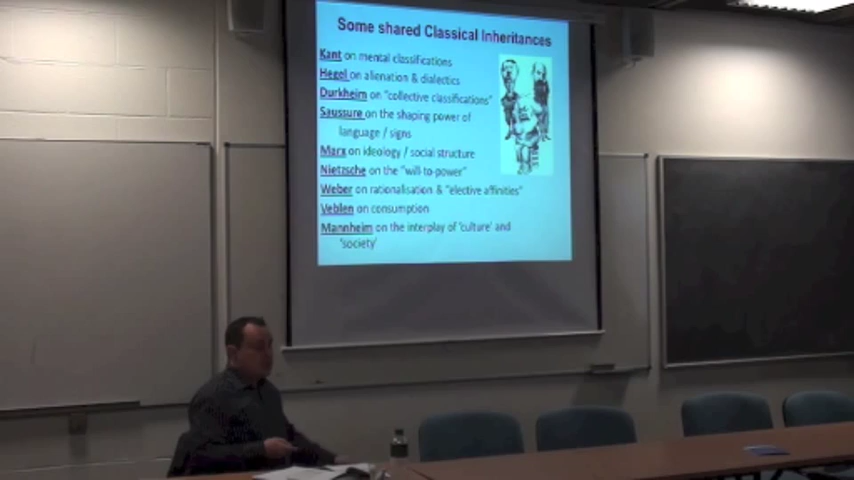 Some shared Classical Inheritances
Kant on mental classifications
Hegel on alienation & dialectics
Durkheim on "collective classifications"
Saussure on the shaping power of
language / signs
Marx on ideology / social structure
Nietzsche on the "will-to-power"
Weber on rationalisation & "elective affinities"
Veblen on consumption
Mannheim on the interplay of 'culture' and
'society'